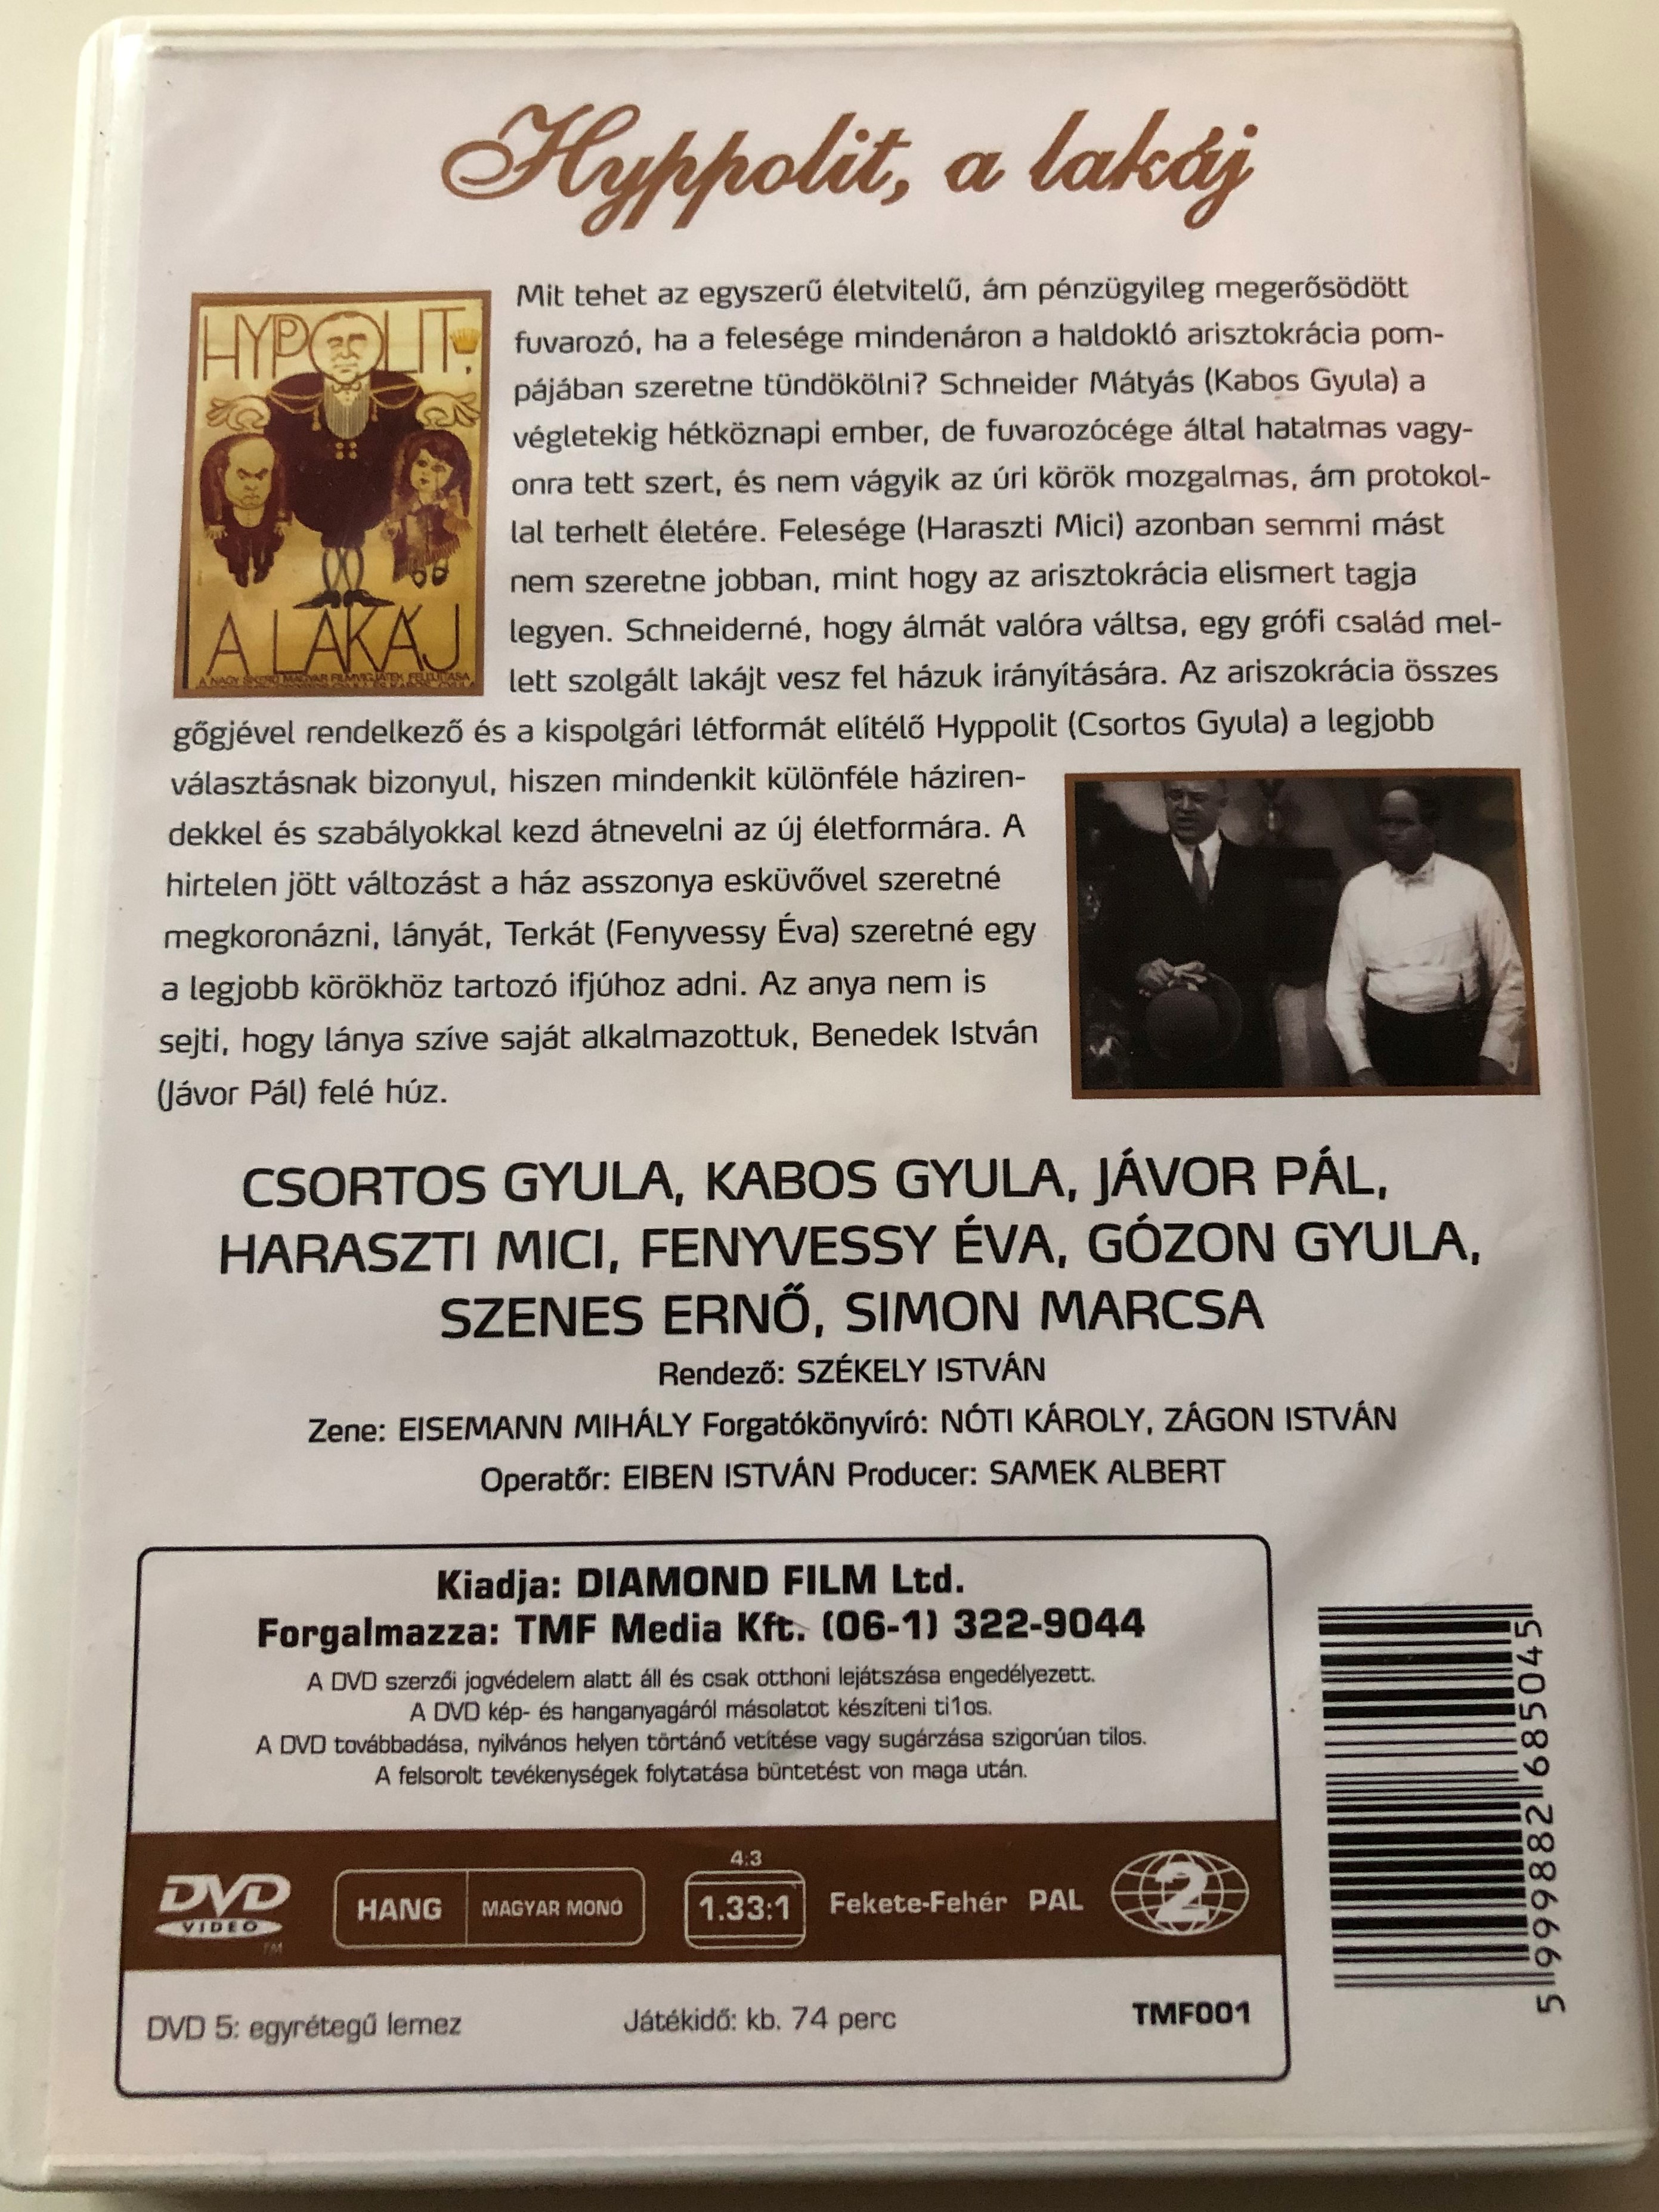 Hyppolit, a lakáj
HYPPOLIT,
A LAKÁJ
Mit tehet az egyszerű életvitelű, ám pénzügyileg megerősödött
fuvarozó, ha a felesége mindenáron a haldokló arisztokrácia pom-
pájában szeretne tündökölni? Schneider Mátyás (Kabos Gyula) a
végletekig hétköznapi ember, de fuvarozócége által hatalmas vagy-
onra tett szert, és nem vágyik az úri körök mozgalmas, ám protokol-
lal terhelt életére. Felesége (Haraszti Mici) azonban semmi mást
nem szeretne jobban, mint hogy az arisztokrácia elismert tagja
legyen. Schneiderné, hogy álmát valóra váltsa, egy grófi család mel-
lett szolgált lakájt vesz fel házuk irányítására. Az ariszokrácia összes
gőgjével rendelkező és a kispolgári létformát elítélő Hyppolit (Csortos Gyula) a legjobb
választásnak bizonyul, hiszen mindenkit különféle háziren-
dekkel és szabályokkal kezd átnevelni az új életformára. A
hirtelen jött változást a ház asszonya esküvővel szeretné
megkoronázni, lányát, Terkát (Fenyvessy Éva) szeretné egy
a legjobb körökhöz tartozó ifjúhoz adni. Az anya nem is
sejti, hogy lánya szíve saját alkalmazottuk, Benedek István
(Jávor Pál) felé húz.
CSORTOS GYULA, KABOS GYULA, JÁVOR PÁL,
HARASZTI MICI, FENYVESSY ÉVA, GÓZON GYULA,
SZENES ERNŐ, SIMON MARCSA
Rendező: SZÉKELY ISTVÁN
Zene: EISEMANN MIHÁLY Forgatókönyvíró: NÓTI KÁROLY, ZÁGON ISTVÁN
Operatőr: EIBEN ISTVÁN Producer: SAMEK ALBERT
Kiadja: DIAMOND FILM Ltd.
Forgalmazza: TMF Media Kft. (06-1) 322-9044
A DVD szerzői jogvédelem alatt áll és csak otthoni lejátszása engedélyezett.
A DVD kép- és hanganyagáról másolatot készíteni ti1os.
A DVD továbbadása, nyilvános helyen törtánő vetítése vagy sugárzása szigorúan tilos.
A felsorolt tevékenységek folytatása büntetést von maga után.
DVD VIDEO TM
HANG MAGYAR MONO
4:3
1.33:1
Fekete-Fehér PAL
2
DVD 5: egyrétegű lemez
Játékidő: kb. 74 perc
TMF001
5 999882 685045